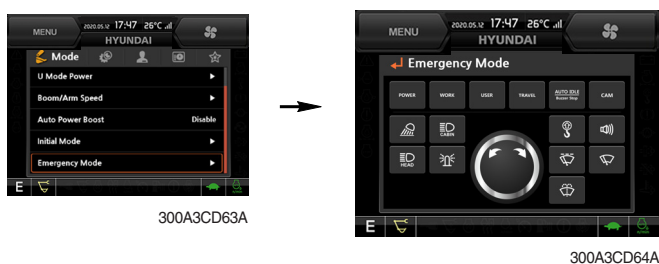 MENU
2020.05.12 17:47 26°C
HYUNDAI
Mode
U Mode Power
Boom/Arm Speed
Auto Power Boost Disable
Initial Mode
Emergency Mode
E
300A3CD63A
MENU
2020.05.12 17:47 26°C
HYUNDAI
Emergency Mode
POWER WORK USER TRAVEL AUTO IDLE CAM
Buzzer Stop
CABIN
HEAD
E
300A3CD64A